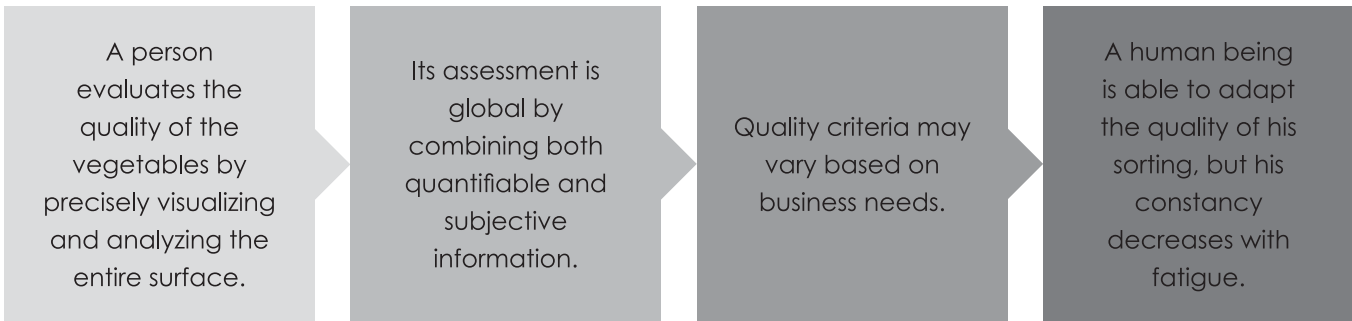 A person
evaluates the
quality of the
vegetables by
precisely visualizing
and analyzing the
entire surface.
Its assessment is
global by
combining both
quantifiable and
subjective
information.
Quality criteria may
vary based on
business needs.
A human being
is able to adapt
the quality of his
sorting, but his
constancy
decreases with
fatigue.